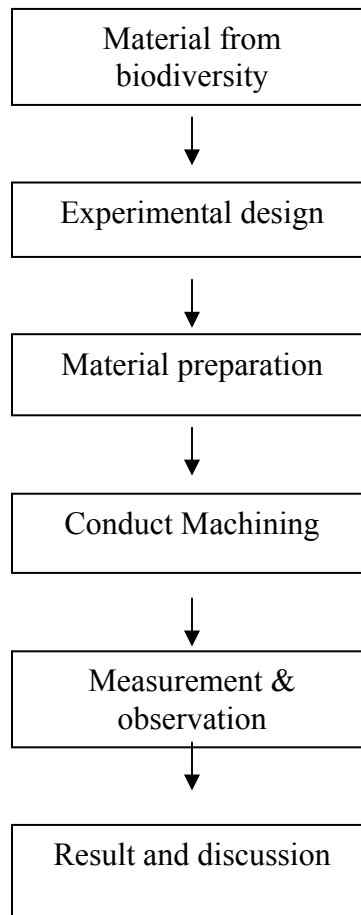 Material from
biodiversity
Experimental design
Material preparation
Conduct Machining
Measurement &
observation
Result and discussion